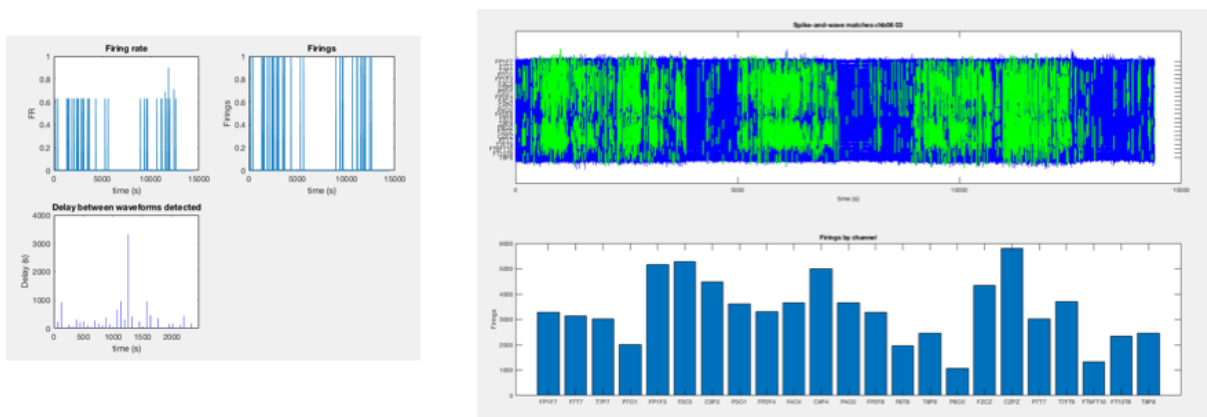 Firing rate
Firings
1
0.8
0.6
0.4
0.2
0
FR
0
5000
10000
15000
time (s)
1
0.8
0.6
0.4
0.2
0
Firings
0
5000
10000
15000
time (s)
Delay between waveforms detected
4000
3000
2000
1000
0
Delay (s)
0
500
1000
1500
2000
time (s)
Spike-and-wave matches chb06 03
FP1F7
T8P8
0
5000
10000
15000
time (s)
Firings by channel
6000
5000
4000
3000
2000
1000
0
Firings
FP1F7
F7T7
T7P7
P7O1
FP1F3
F3C3
C3P3
P3O1
FP2F4
F4C4
C4P4
P4O2
FP2F8
F8T8
T8P8
P8O2
FZCZ
CZPZ
P7T7
T7FT9
FT9FT10
FT10T8
T8P8